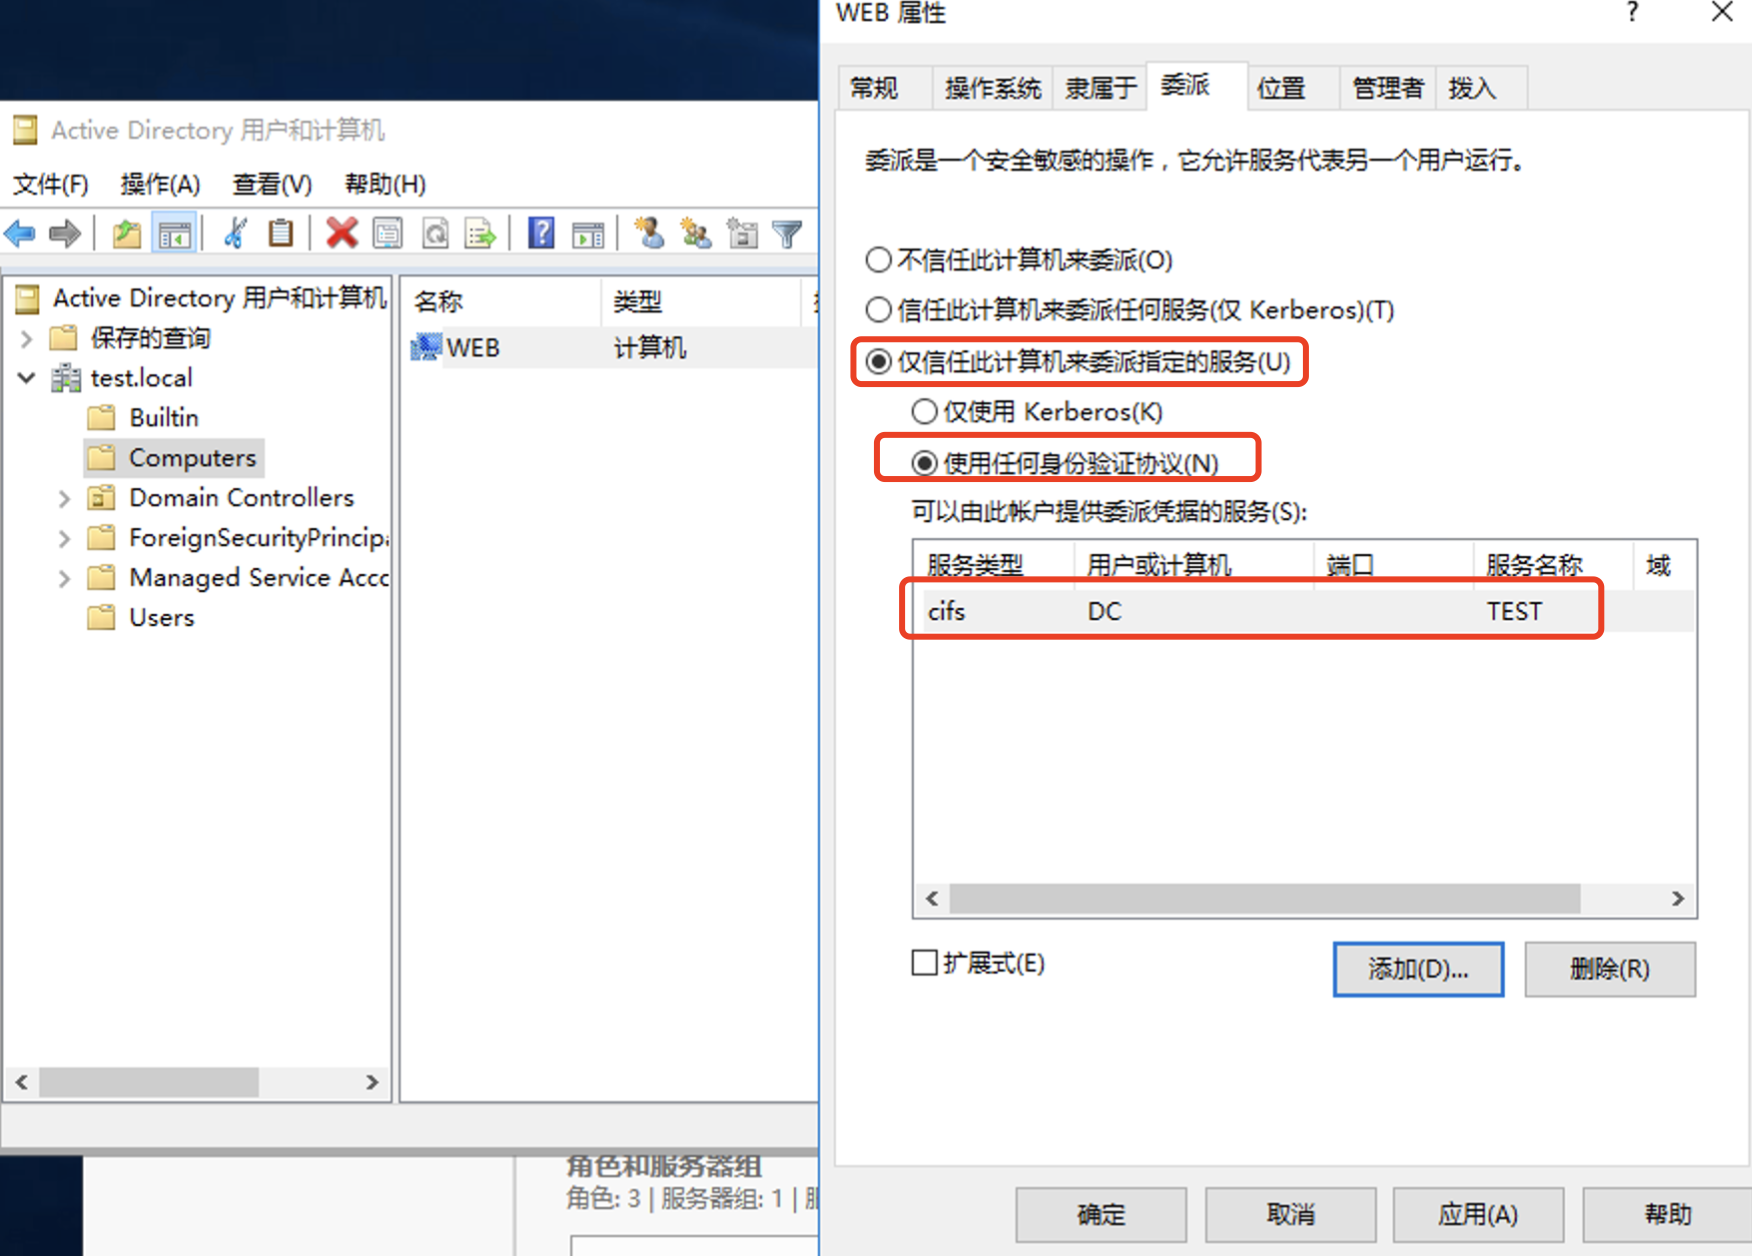 Active Directory 用户和计算机
文件(F) 操作(A) 查看(V) 帮助(H)
Active Directory 用户和计算机
保存的查询
test.local
Builtin
Computers
Domain Controllers
ForeignSecurityPrincip
Managed Service Acc
Users
名称 类型
WEB 计算机
角色和服务器组
角色: 3 | 服务器组: 1 |
WEB 属性
常规 操作系统 隶属于 委派 位置 管理者 拨入
委派是一个安全敏感的操作，它允许服务代表另一个用户运行。
不信任此计算机来委派(O)
信任此计算机来委派任何服务(仅 Kerberos)(T)
仅信任此计算机来委派指定的服务(U)
仅使用 Kerberos(K)
使用任何身份验证协议(N)
可以由此帐户提供委派凭据的服务(S):
服务类型 用户或计算机 端口 服务名称 域
cifs DC TEST
扩展式(E)
添加(D)... 删除(R)
确定 取消 应用(A) 帮助